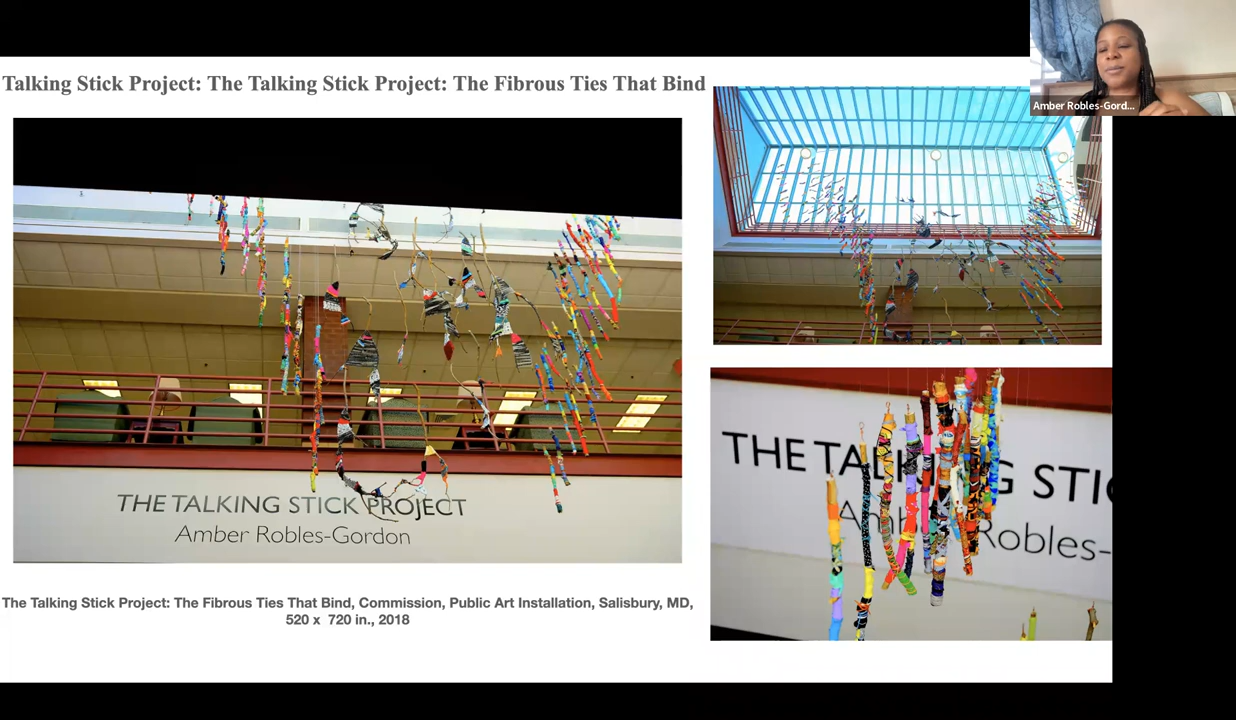 Talking Stick Project: The Talking Stick Project: The Fibrous Ties That Bind
Amber Robles-Gord...
THE TALKING STICK PROJECT
Amber Robles-Gordon
THE TALK G STIC
Am Robles-
The Talking Stick Project: The Fibrous Ties That Bind, Commission, Public Art Installation, Salisbury, MD,
520 x 720 in., 2018